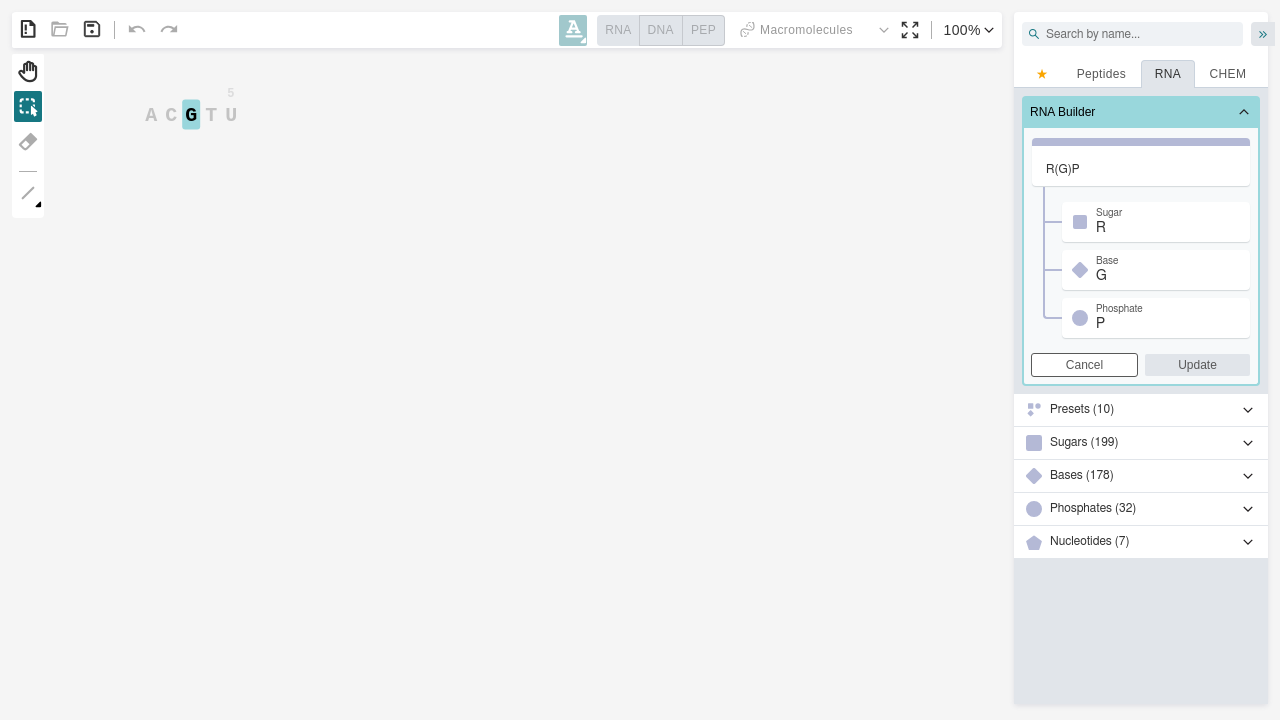 A RNA DNA PEP Macromolecules 100%
Search by name...
★ Peptides RNA CHEM
5
A C G T U
RNA Builder
R(G)P
Sugar
R
Base
G
Phosphate
P
Cancel Update
Presets (10)
Sugars (199)
Bases (178)
Phosphates (32)
Nucleotides (7)